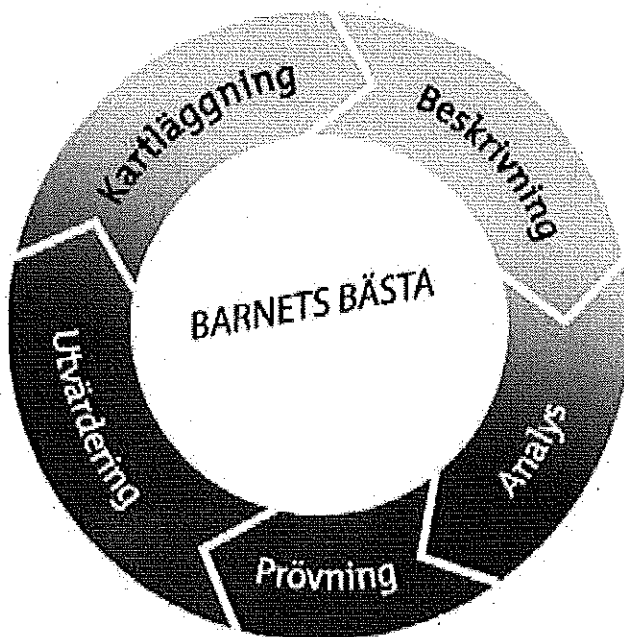 Kartläggning
Beskrivning
BARNETS BÄSTA
Analys
Prövning
Utvärdering